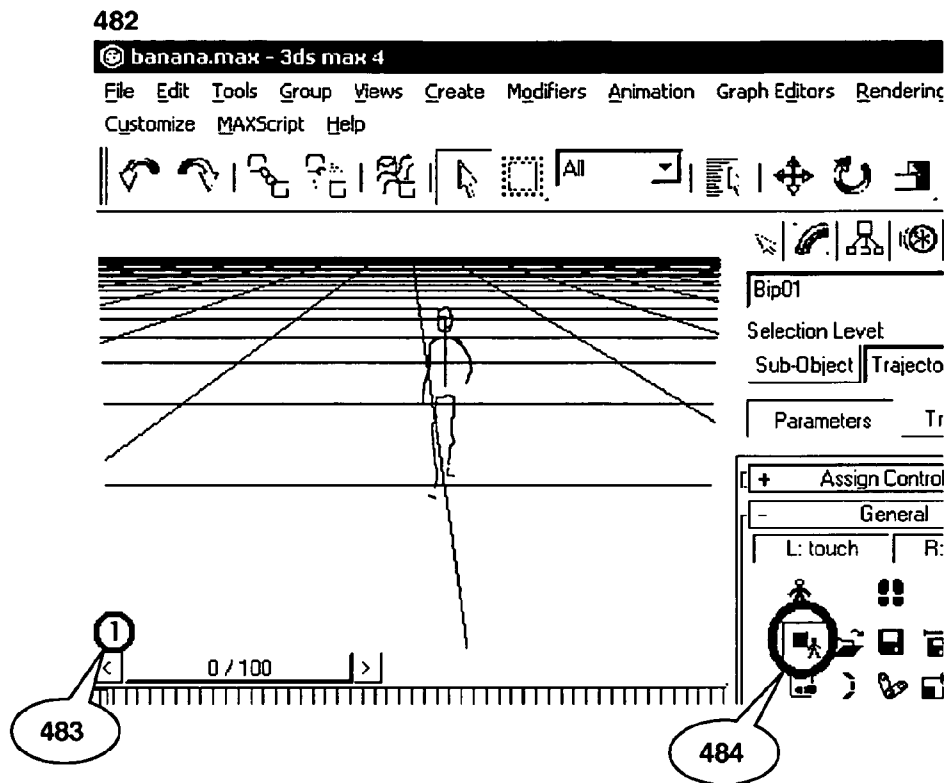 482
banana.max - 3ds max 4
File Edit Tools Group Views Create Modifiers Animation Graph Editors Rendering
Customize MAXScript Help
All
Bip01
Selection Level:
Sub-Object Trajecto
Parameters Tr
+ Assign Control
- General
L: touch R:
1
< 0 / 100 >
483
484